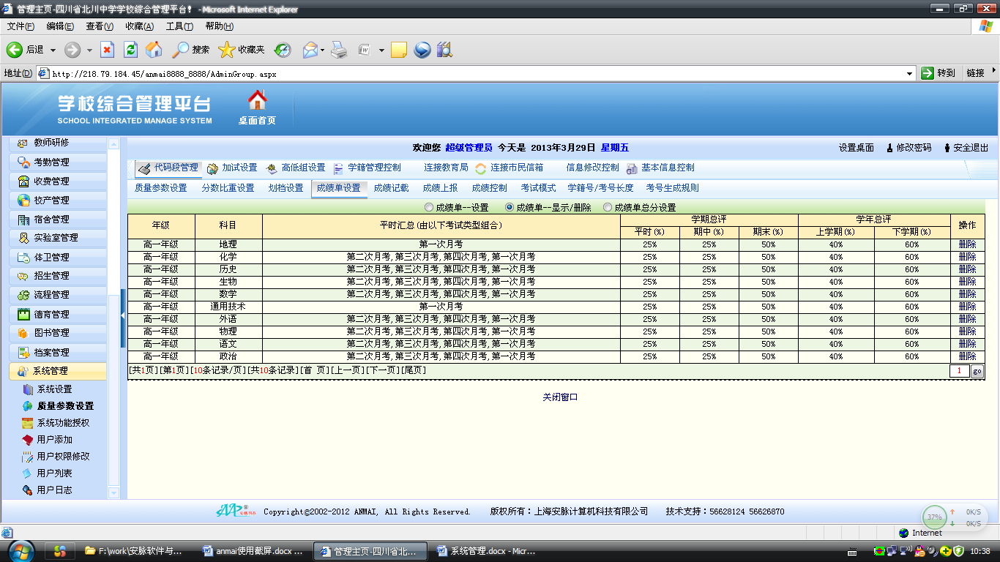 管理主页-四川省北川中学学校综合管理平台! - Microsoft Internet Explorer
文件(F) 编辑(E) 查看(V) 收藏(A) 工具(T) 帮助(H)
后退 搜索 收藏夹
地址(D) http://218.79.184.45/anmai8888_8888/AdminGroup.aspx 转到 链接
学校综合管理平台
SCHOOL INTEGRATED MANAGE SYSTEM
桌面首页
欢迎您 超级管理员 今天是 2013年3月29日 星期五 设置桌面 修改密码 安全退出
代码段管理 加试设置 高低组设置 学籍管理控制 连接教育局 连接市民信箱 信息修改控制 基本信息控制
质量参数设置 分数比重设置 划档设置 成绩单设置 成绩记载 成绩上报 成绩控制 考试模式 学籍号/考号长度 考号生成规则
成绩单--设置 成绩单--显示/删除 成绩单总分设置
教师研修
考勤管理
收费管理
校产管理
宿舍管理
实验室管理
体卫管理
招生管理
流程管理
德育管理
图书管理
档案管理
系统管理
系统设置
质量参数设置
系统功能授权
用户添加
用户权限修改
用户列表
用户日志
年级 科目 平时汇总(由以下考试类型组合) 学期总评 学年总评 操作
平时(%) 期中(%) 期末(%) 上学期(%) 下学期(%)
高一年级 地理 第一次月考 25% 25% 50% 40% 60% 删除
高一年级 化学 第二次月考,第三次月考,第四次月考,第一次月考 25% 25% 50% 40% 60% 删除
高一年级 历史 第二次月考,第三次月考,第四次月考,第一次月考 25% 25% 50% 40% 60% 删除
高一年级 生物 第二次月考,第三次月考,第四次月考,第一次月考 25% 25% 50% 40% 60% 删除
高一年级 数学 第二次月考,第三次月考,第四次月考,第一次月考 25% 25% 50% 40% 60% 删除
高一年级 通用技术 第一次月考 25% 25% 50% 40% 60% 删除
高一年级 外语 第二次月考,第三次月考,第四次月考,第一次月考 25% 25% 50% 40% 60% 删除
高一年级 物理 第二次月考,第三次月考,第四次月考,第一次月考 25% 25% 50% 40% 60% 删除
高一年级 语文 第二次月考,第三次月考,第四次月考,第一次月考 25% 25% 50% 40% 60% 删除
高一年级 政治 第二次月考,第三次月考,第四次月考,第一次月考 25% 25% 50% 40% 60% 删除
[共1页][第1页][10条记录/页][共10条记录][首 页][上一页][下一页][尾页] 1 go
关闭窗口
Copyright@2002-2012 ANMAI, All Rights Reserved. 版权所有：上海安脉计算机科技有限公司 技术支持：56628124 56626870
37% 0K/S
0K/S
Internet
F:\work\安脉软件与... anmai使用截屏.docx ... 管理主页-四川省北... 系统管理.docx - Micr... 10:38